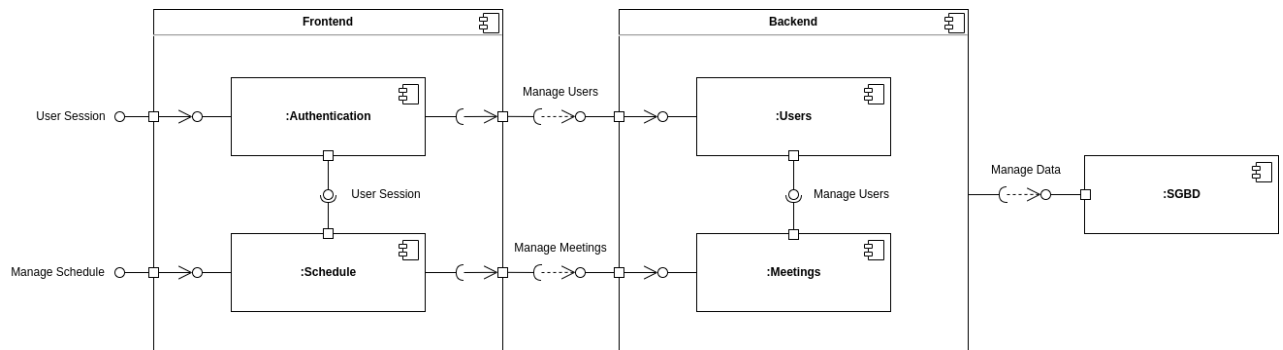 Frontend
Backend
Manage Users
User Session
:Authentication
:Users
Manage Data
User Session
Manage Users
:SGBD
Manage Meetings
Manage Schedule
:Schedule
:Meetings